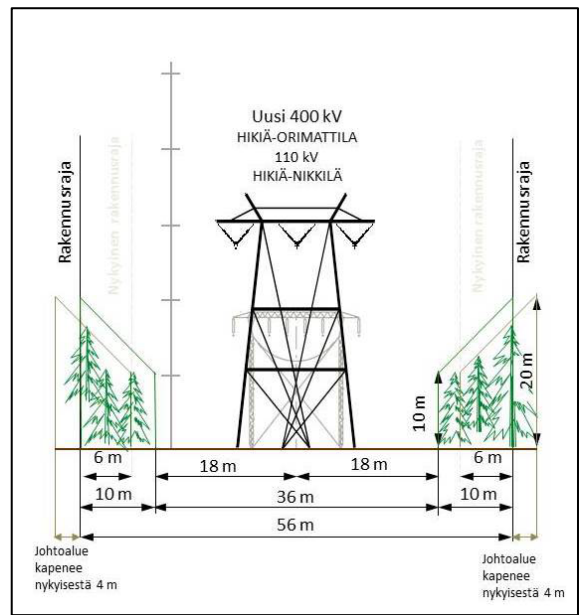 Uusi 400 kV
HIKIÄ-ORIMATTILA
110 kV
HIKIÄ-NIKKILÄ
Rakennusraja
Nykyinen rakennusraja
Nykyinen rakennusraja
Rakennusraja
10 m
20 m
6 m
18 m
18 m
6 m
10 m
36 m
10 m
56 m
Johtoalue
kapenee
nykyisestä 4 m
Johtoalue
kapenee
nykyisestä 4 m